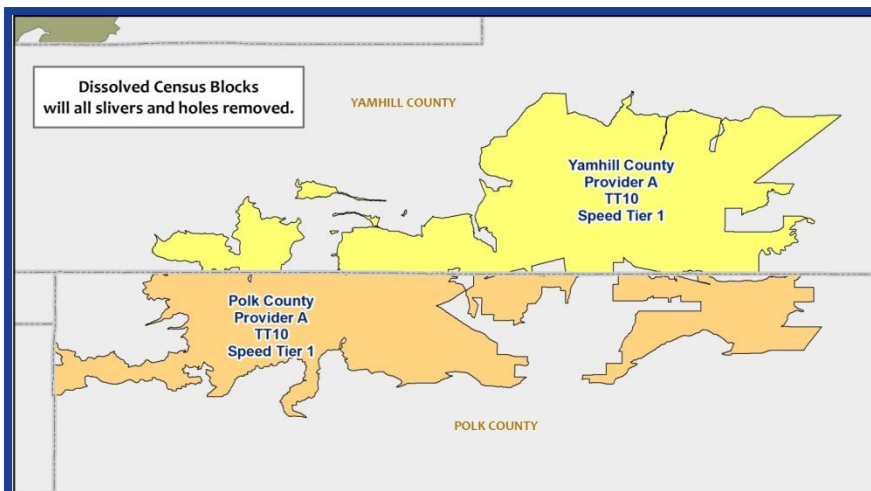 Dissolved Census Blocks
will all slivers and holes removed.
YAMHILL COUNTY
Yamhill County
Provider A
TT10
Speed Tier 1
Polk County
Provider A
TT10
Speed Tier 1
POLK COUNTY